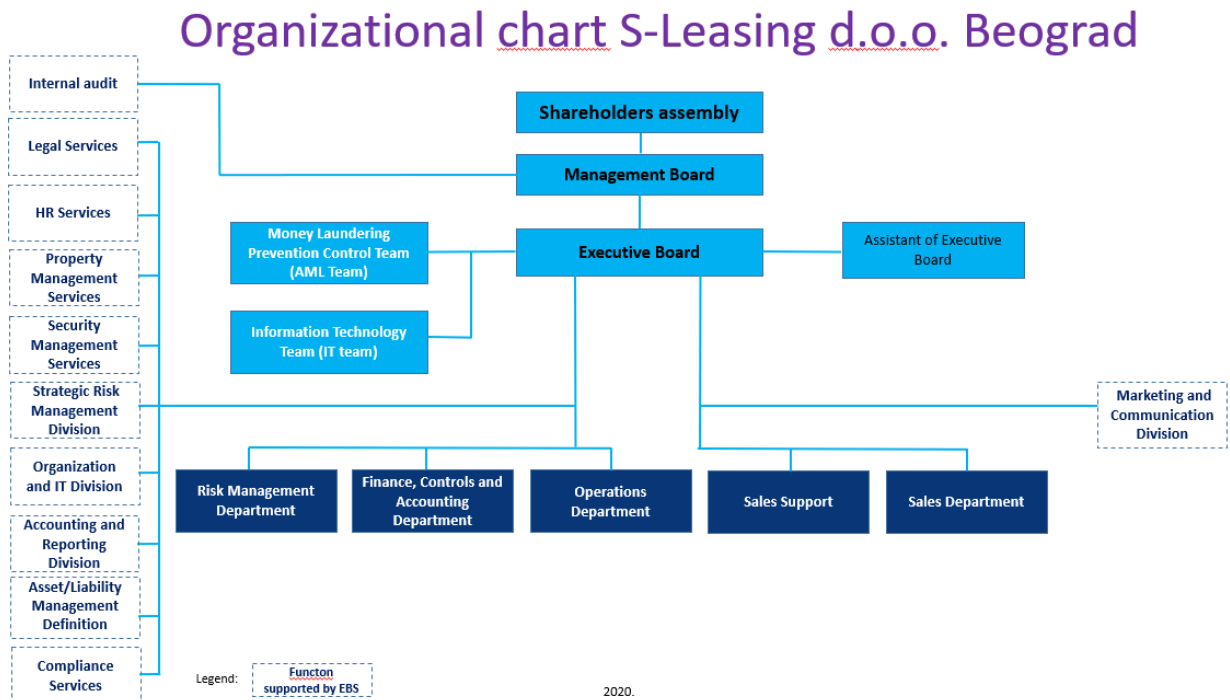 Organizational chart S-Leasing d.o.o. Beograd
Internal audit
Legal Services
HR Services
Property
Management
Services
Security
Management
Services
Strategic Risk
Management
Division
Organization
and IT Division
Accounting and
Reporting
Division
Asset/Liability
Management
Definition
Compliance
Services
Shareholders assembly
Management Board
Executive Board
Money Laundering
Prevention Control Team
(AML Team)
Information Technology
Team (IT team)
Assistant of Executive
Board
Marketing and
Communication
Division
Risk Management
Department
Finance, Controls and
Accounting
Department
Operations
Department
Sales Support
Sales Department
Legend:
Functon
supported by EBS
2020.